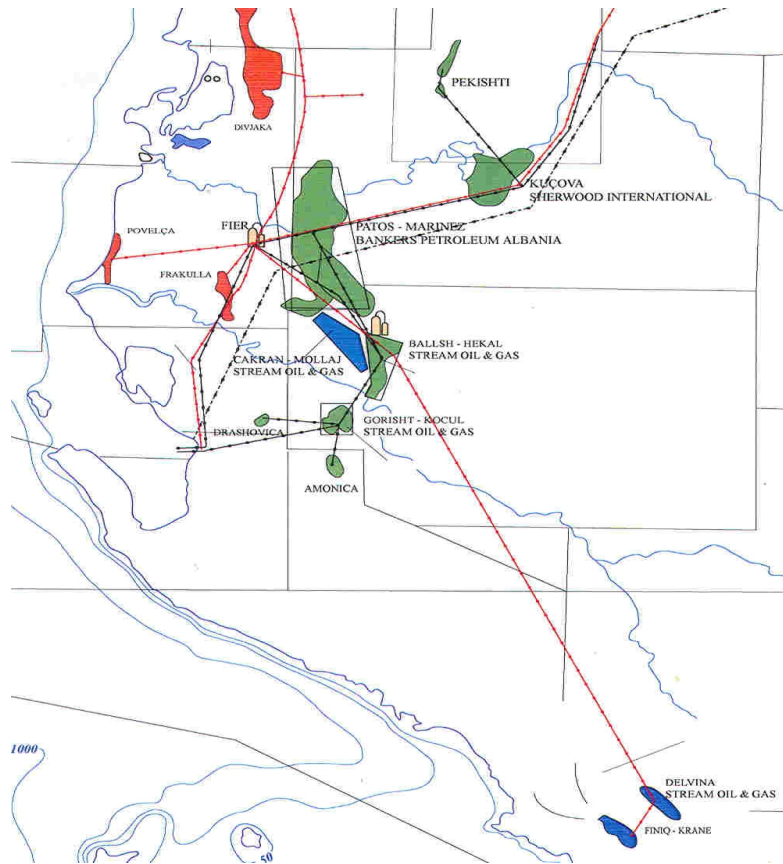 PEKISHTI
DIVJAKA
KUÇOVA
SHERWOOD INTERNATIONAL
POVELÇA
FIER
PATOS - MARINEZ
BANKERS PETROLEUM ALBANIA
FRAKULLA
BALLSH - HEKAL
STREAM OIL & GAS
CAKRAN - MOLLAJ
STREAM OIL & GAS
GORISHT - KOCUL
STREAM OIL & GAS
DRASHOVICA
AMONICA
1000
DELVINA
STREAM OIL & GAS
FINIQ - KRANE
50